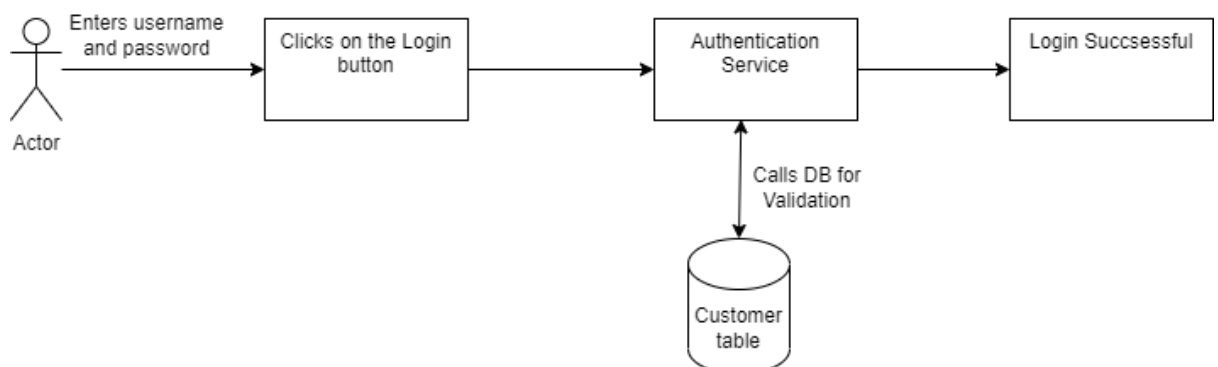 Enters username
and password
Actor
Clicks on the Login
button
Authentication
Service
Login Succsessful
Calls DB for
Validation
Customer
table